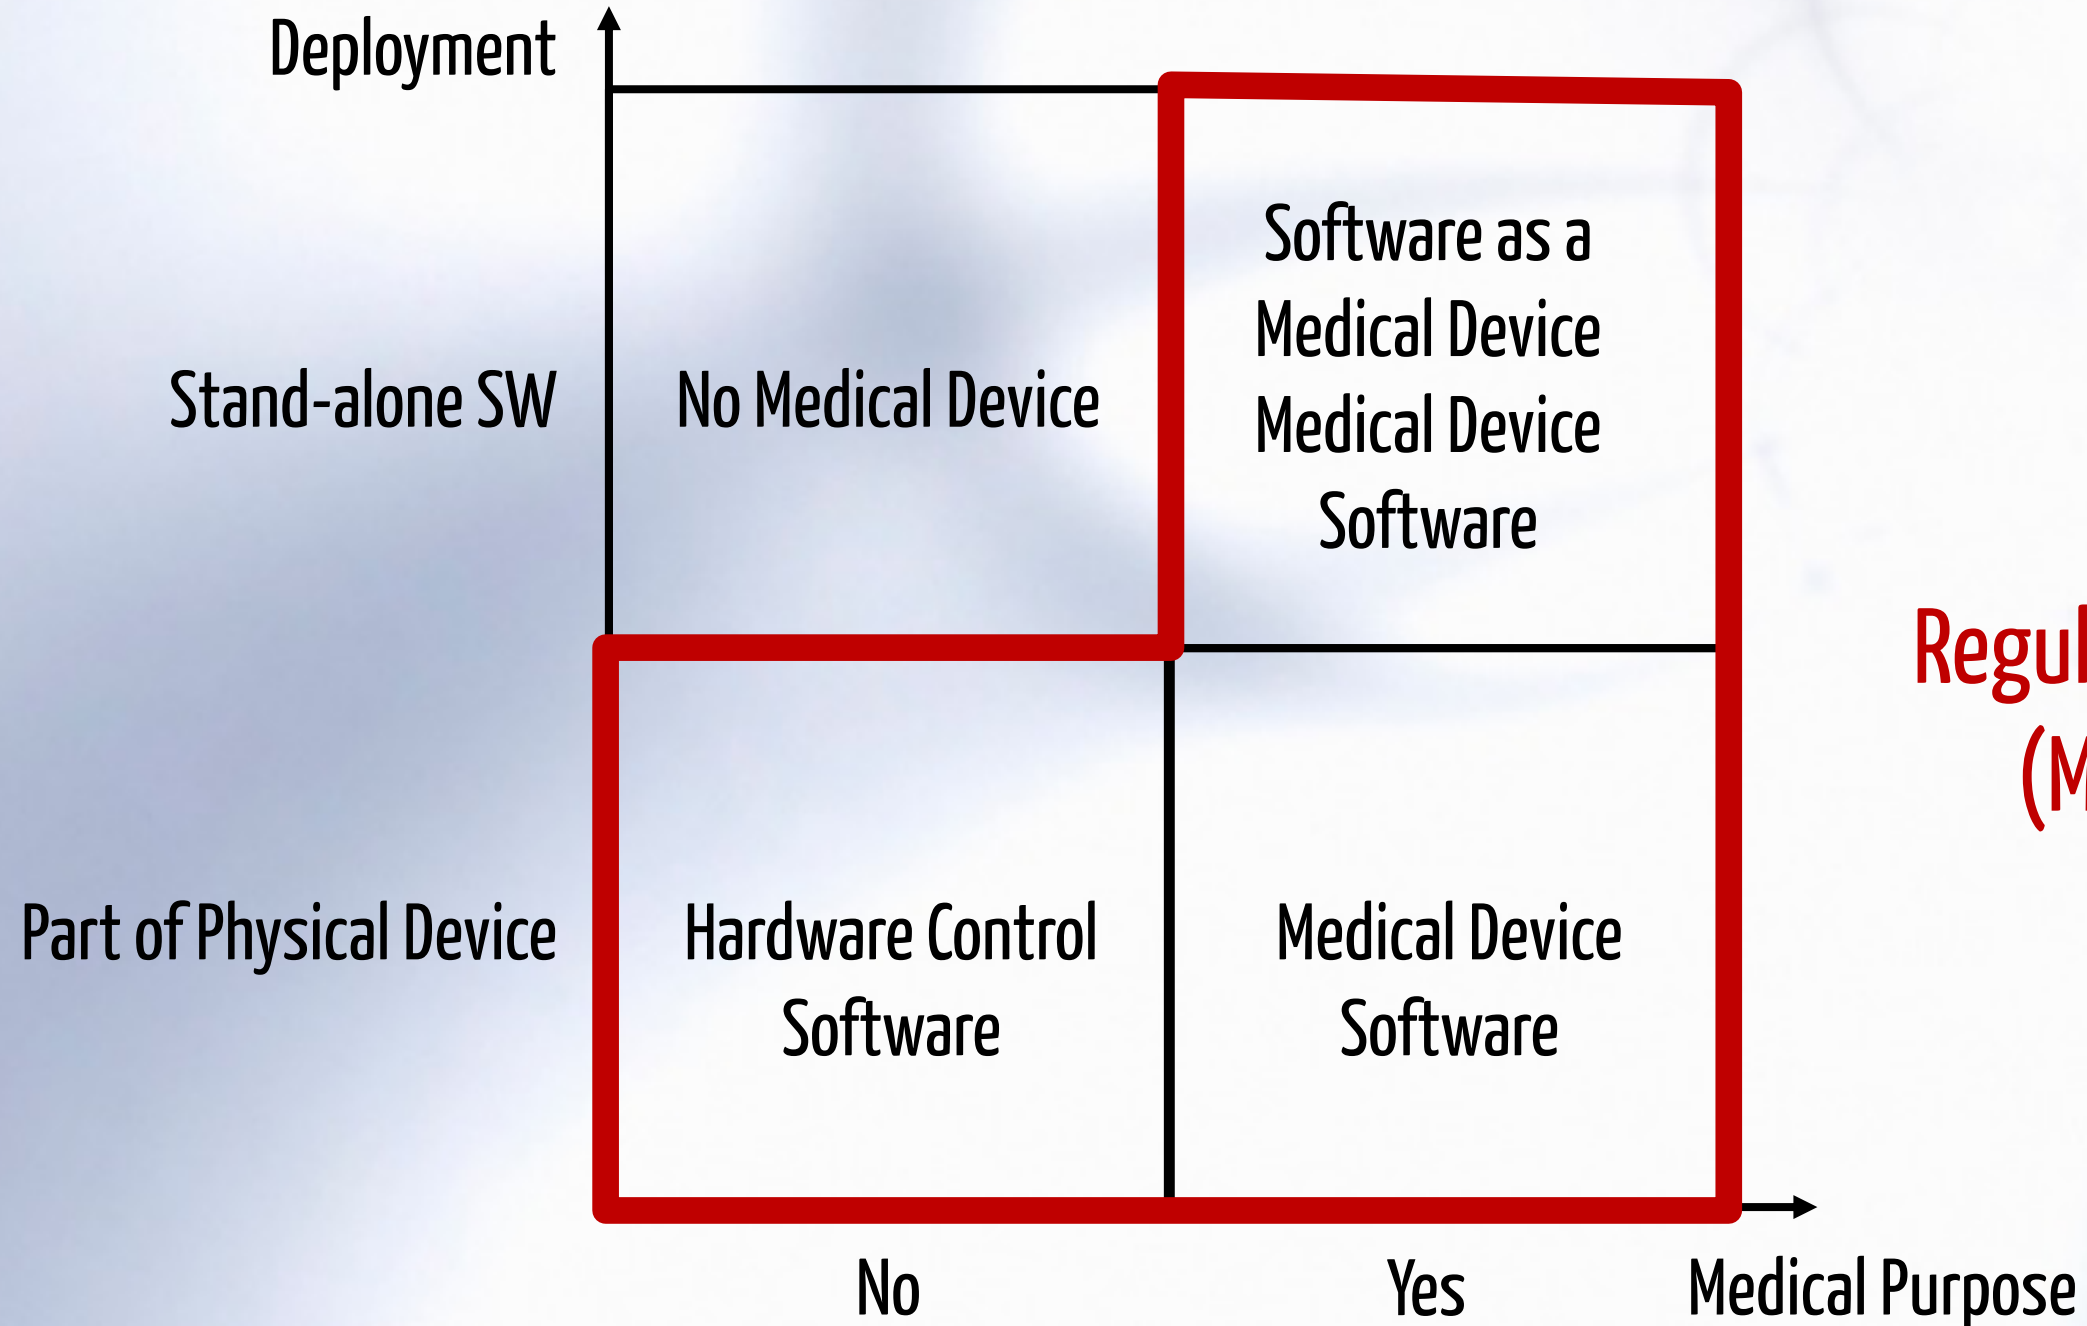 Deployment
Stand-alone SW
No Medical Device
Software as a
Medical Device
Medical Device
Software
Part of Physical Device
Hardware Control
Software
Medical Device
Software
No
Yes
Medical Purpose